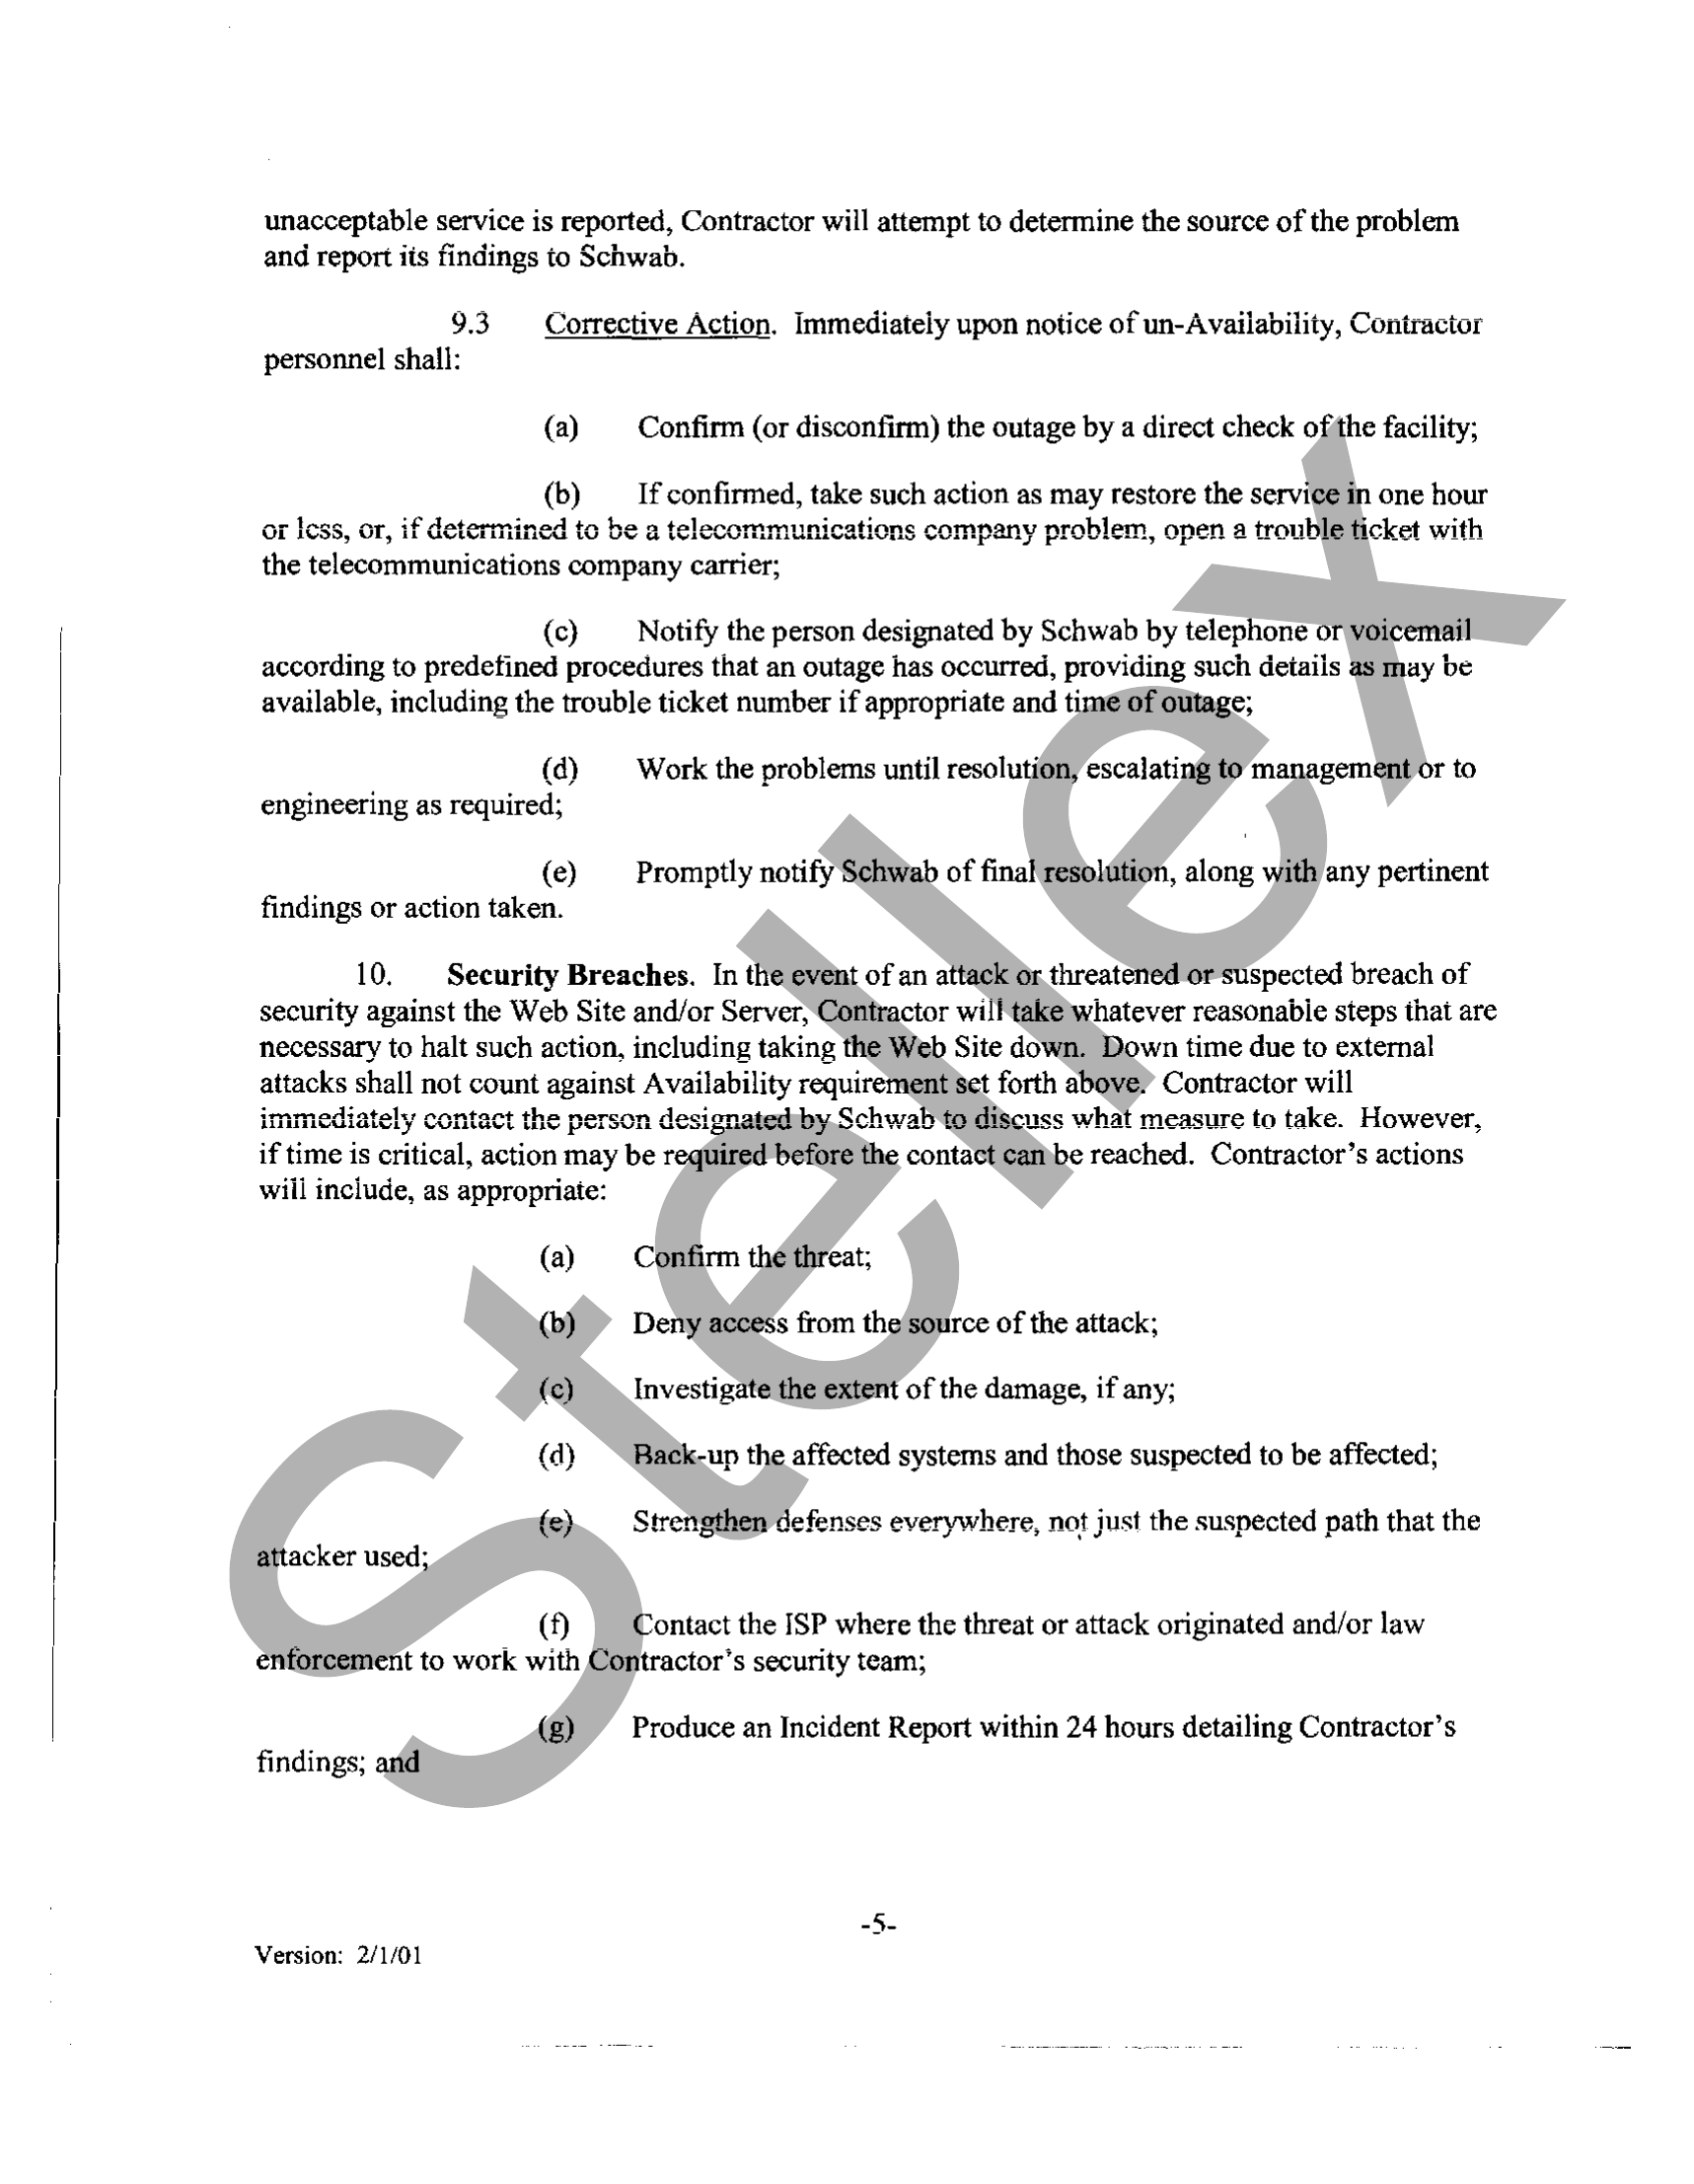 unacceptable service is reported, Contractor will attempt to determine the source of the problem
and report its findings to Schwab.
9.3 Corrective Action. Immediately upon notice of un-Availability, Contractor
personnel shall:
(a) Confirm (or disconfirm) the outage by a direct check of the facility;
(b) If confirmed, take such action as may restore the service in one hour
or less, or, if determined to be a telecommunications company problem, open a trouble ticket with
the telecommunications company carrier;
(c) Notify the person designated by Schwab by telephone or voicemail
according to predefined procedures that an outage has occurred, providing such details as may be
available, including the trouble ticket number if appropriate and time of outage;
(d) Work the problems until resolution, escalating to management or to
engineering as required;
(e) Promptly notify Schwab of final resolution, along with any pertinent
findings or action taken.
10. Security Breaches. In the event of an attack or threatened or suspected breach of
security against the Web Site and/or Server, Contractor will take whatever reasonable steps that are
necessary to halt such action, including taking the Web Site down. Down time due to external
attacks shall not count against Availability requirement set forth above. Contractor will
immediately contact the person designated by Schwab to discuss what measure to take. However,
if time is critical, action may be required before the contact can be reached. Contractor's actions
will include, as appropriate:
(a) Confirm the threat;
(b) Deny access from the source of the attack;
(c) Investigate the extent of the damage, if any;
(d) Back-up the affected systems and those suspected to be affected;
(e) Strengthen defenses everywhere, not just the suspected path that the
attacker used;
(f) Contact the ISP where the threat or attack originated and/or law
enforcement to work with Contractor's security team;
(g) Produce an Incident Report within 24 hours detailing Contractor's
findings; and
-5-
Version: 2/1/01
Stellex